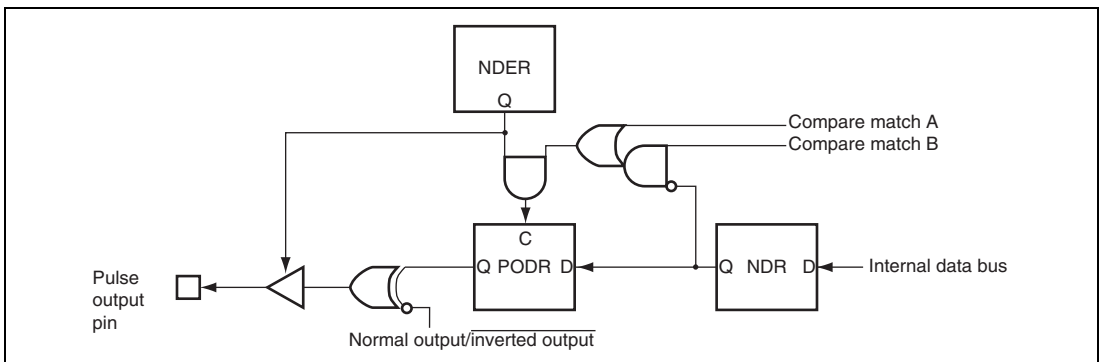 NDER
Q
Compare match A
Compare match B
C
Q PODR D
Q NDR D
Internal data bus
Pulse
output
pin
Normal output/inverted output